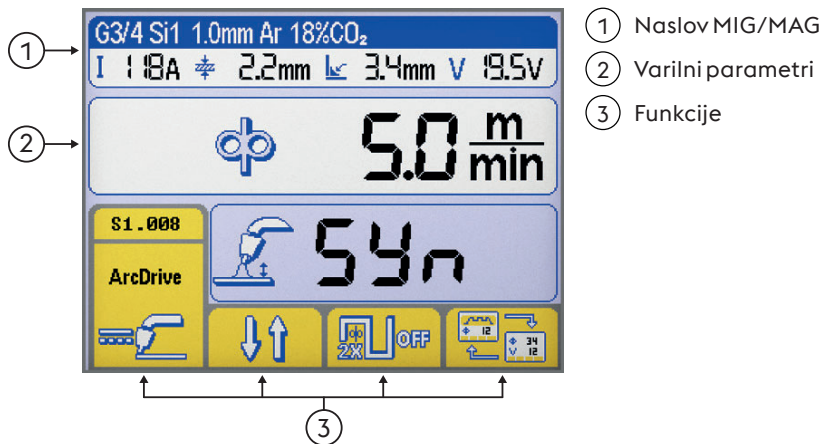 G3/4 Si1 1.0mm Ar 18%CO₂
I 118A 2.2mm 3.4mm V 19.5V
5.0 m/min
S1.008
ArcDrive
SYn
2X OFF
12
34
V 12
1 Naslov MIG/MAG
2 Varilni parametri
3 Funkcije
1
2
3